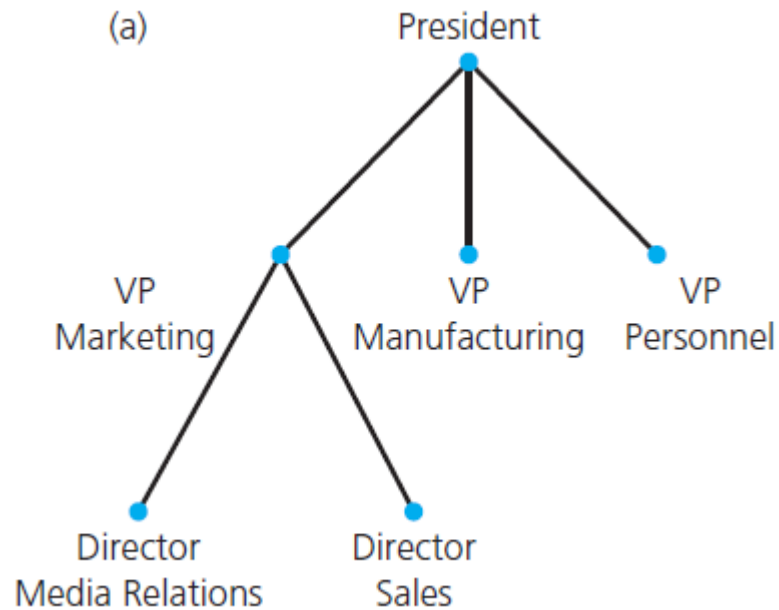 (a)
President
VP
Marketing
VP
Manufacturing
VP
Personnel
Director
Media Relations
Director
Sales